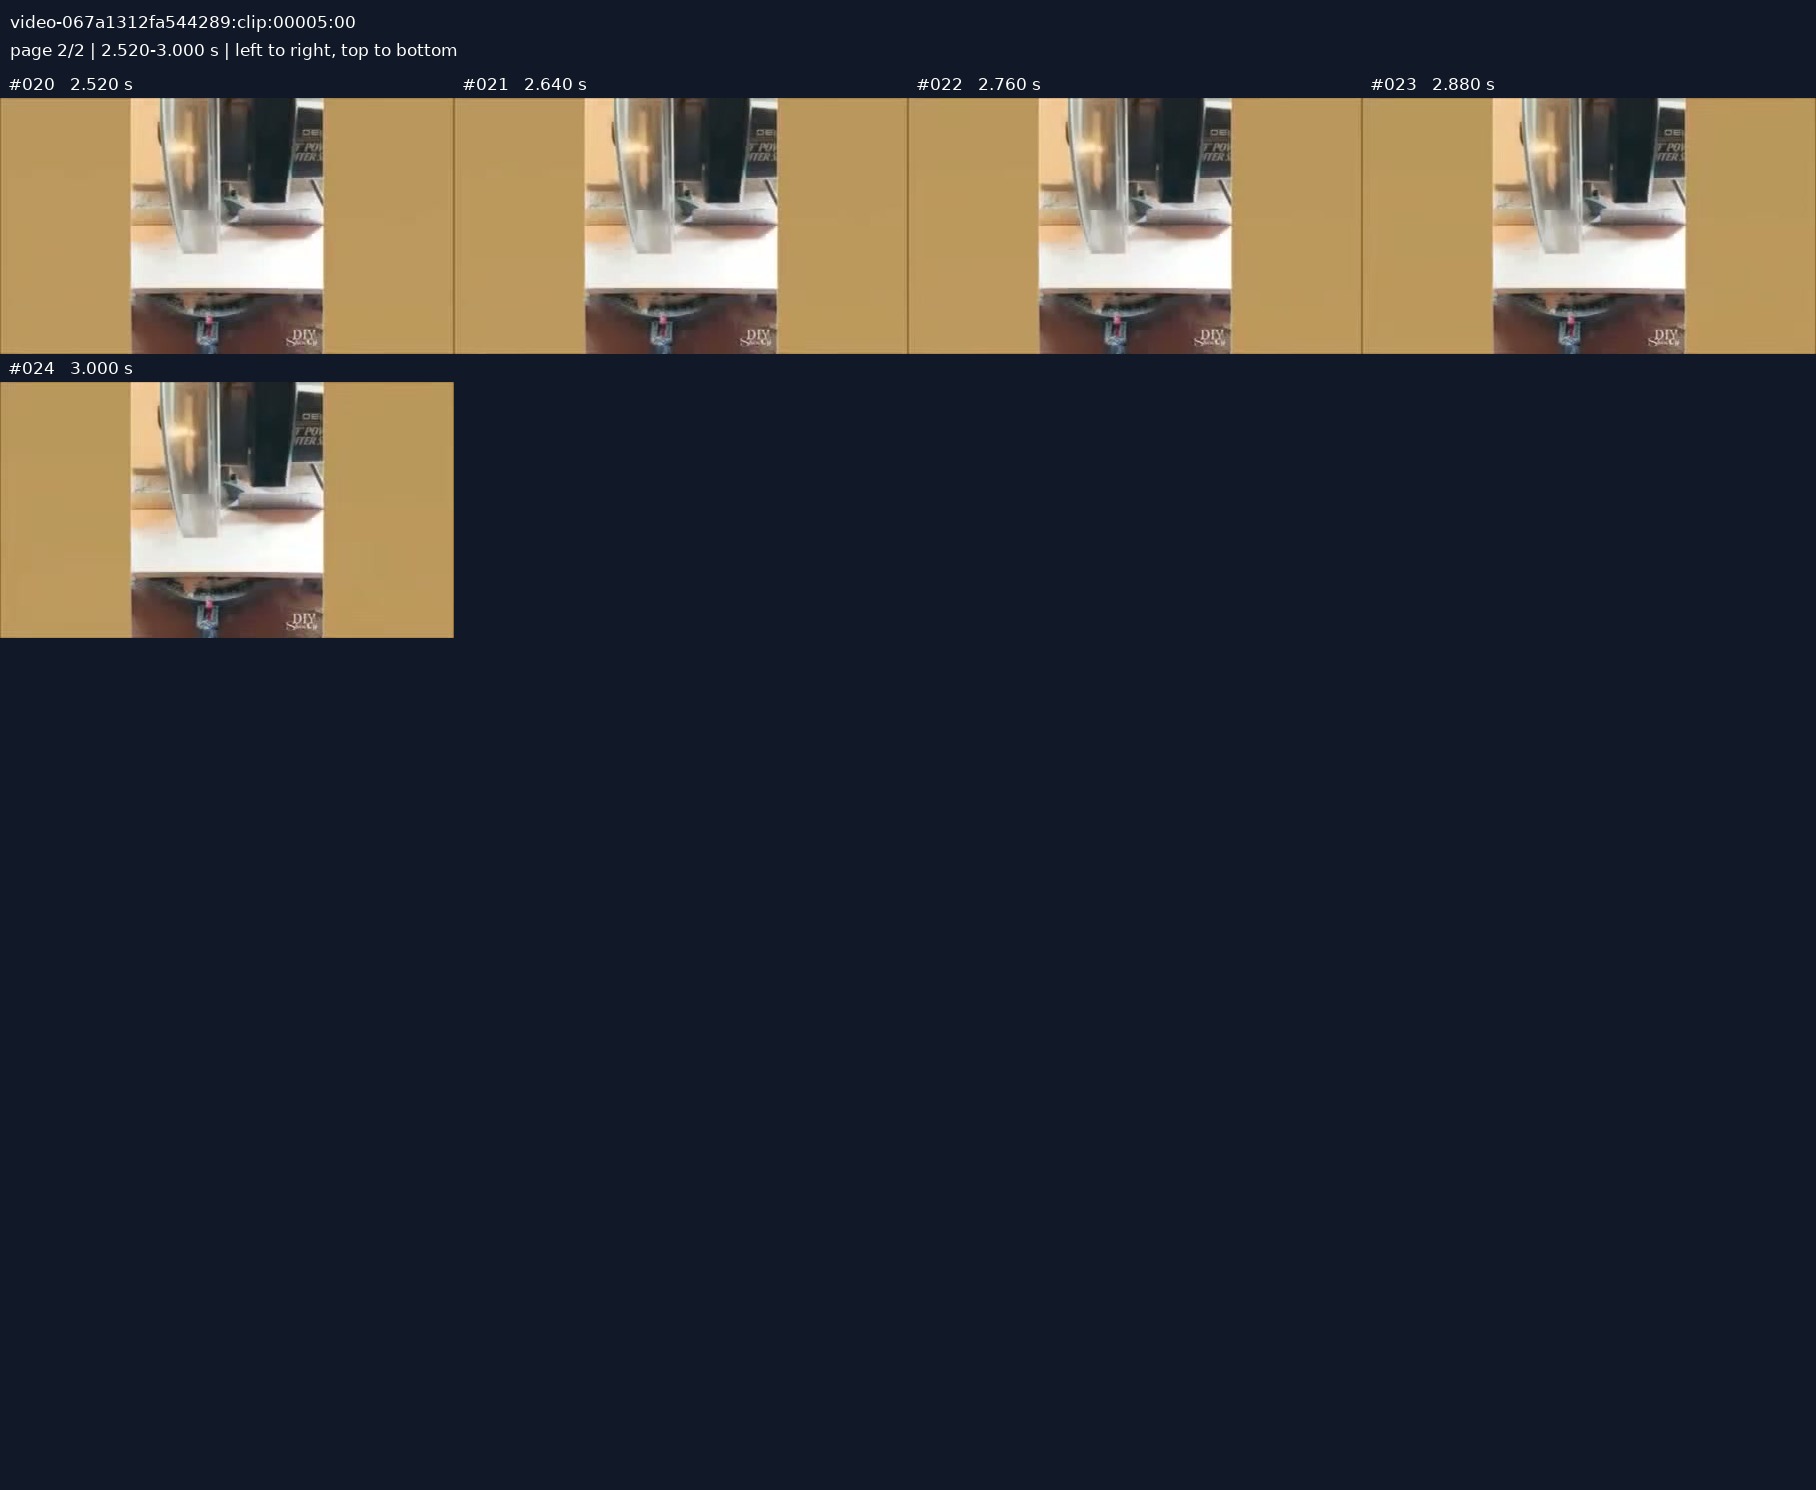 video-067a1312fa544289:clip:00005:00
page 2/2 | 2.520-3.000 s | left to right, top to bottom
#020 2.520 s
#021 2.640 s
#022 2.760 s
#023 2.880 s
DIY
DIY
DIY
DIY
#024 3.000 s
DIY